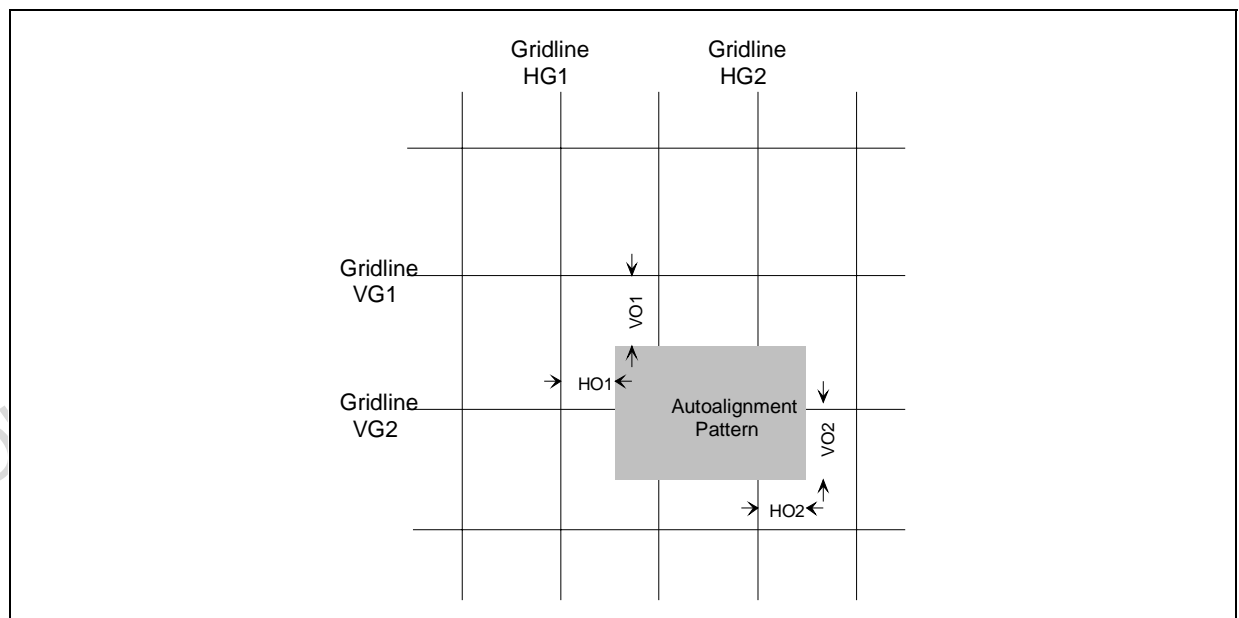 Gridline
HG1
Gridline
HG2
Gridline
VG1
VO1
HO1
Gridline
VG2
Autoalignment
Pattern
VO2
HO2